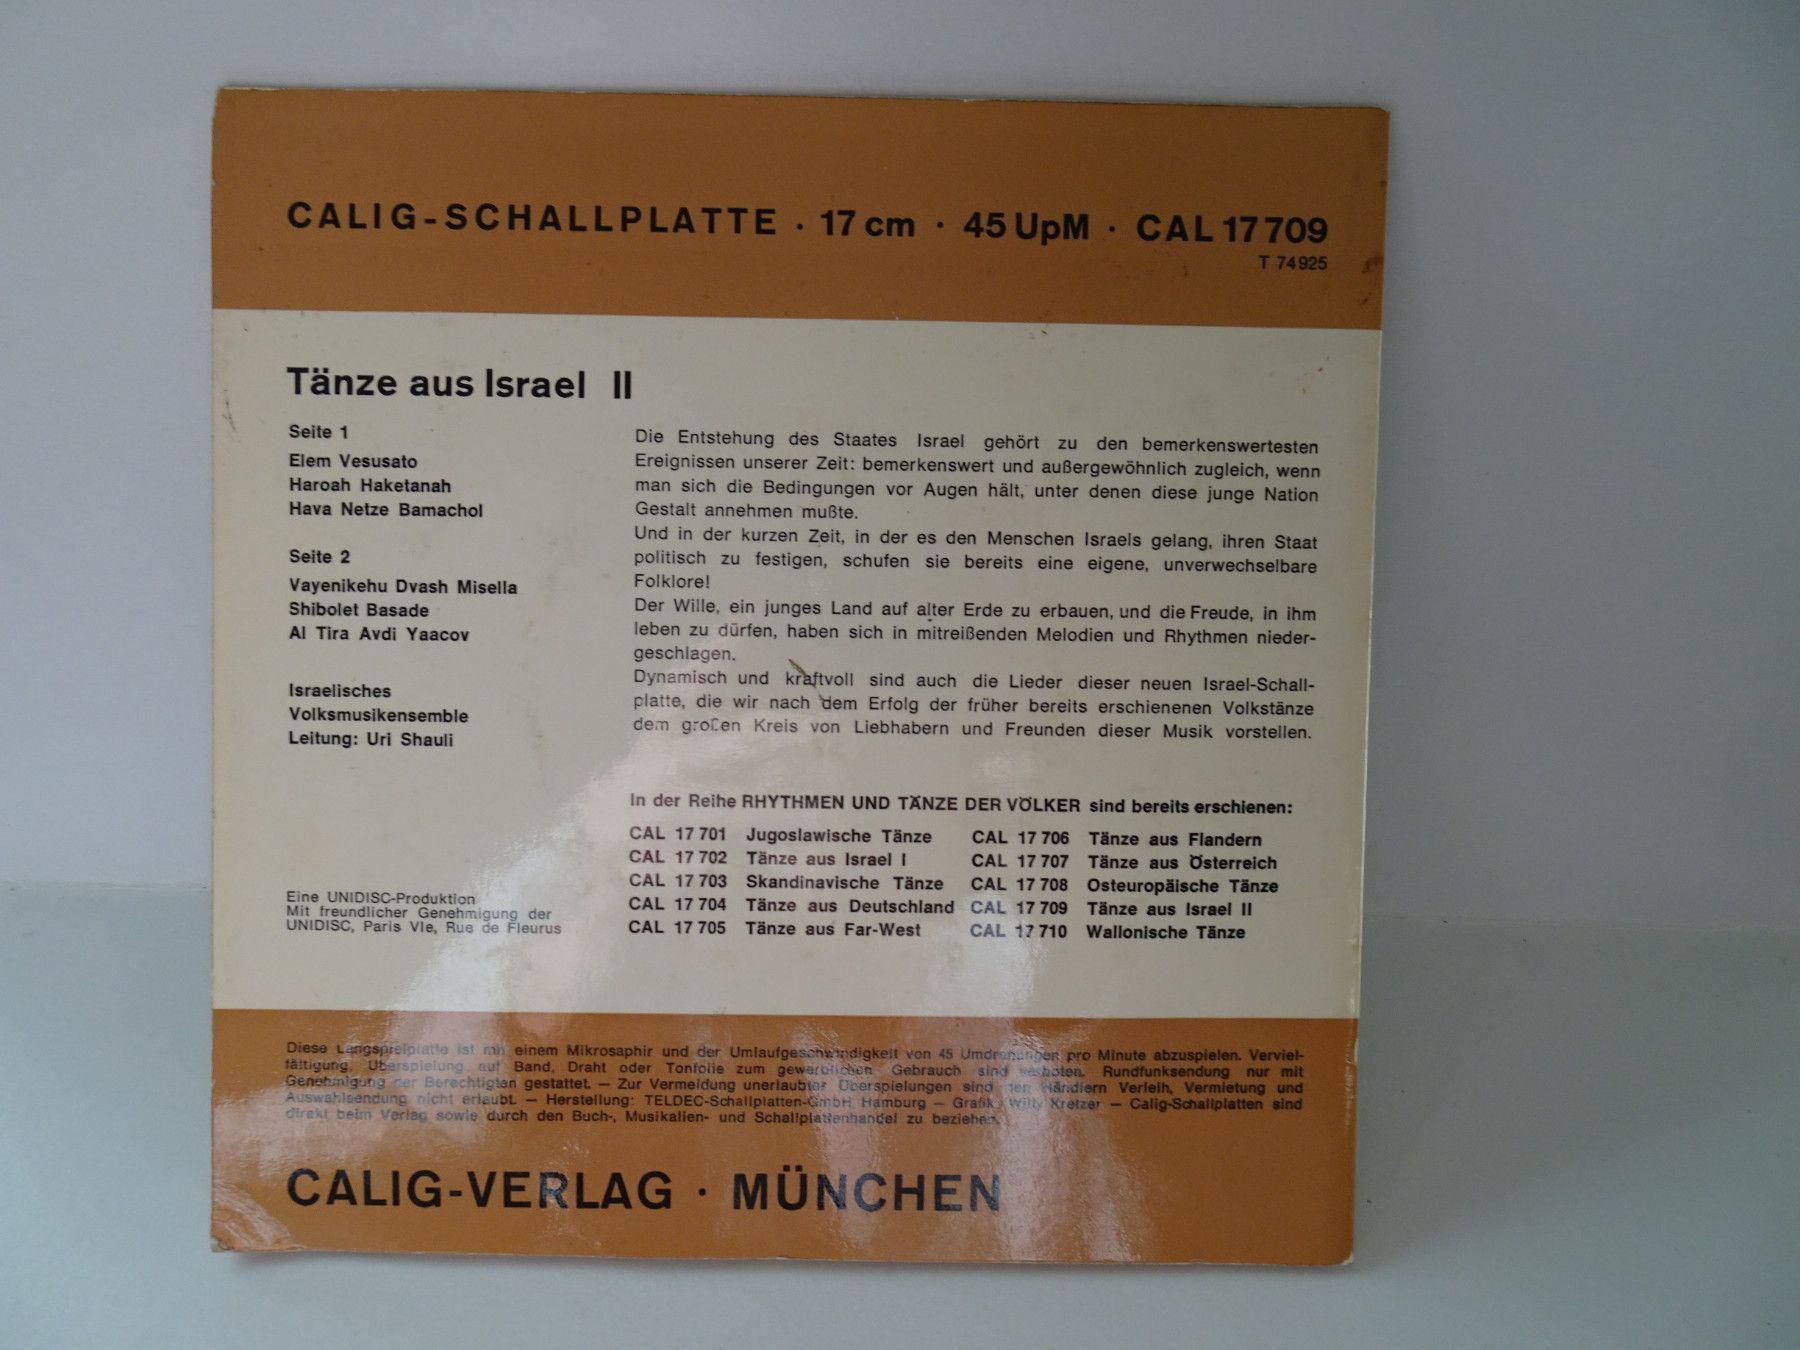 CALIG-SCHALLPLATTE · 17 cm · 45 UpM · CAL 17 709
T 74925
Tänze aus Israel II
Seite 1
Elem Vesusato
Haroah Haketanah
Hava Netze Bamachol
Seite 2
Vayenikehu Dvash Misella
Shibolet Basade
Al Tira Avdi Yaacov
Israelisches
Volksmusikensemble
Leitung: Uri Shauli
Eine UNIDISC-Produktion
Mit freundlicher Genehmigung der
UNIDISC, Paris VIe, Rue de Fleurus
Die Entstehung des Staates Israel gehört zu den bemerkenswertesten
Ereignissen unserer Zeit: bemerkenswert und außergewöhnlich zugleich, wenn
man sich die Bedingungen vor Augen hält, unter denen diese junge Nation
Gestalt annehmen mußte.
Und in der kurzen Zeit, in der es den Menschen Israels gelang, ihren Staat
politisch zu festigen, schufen sie bereits eine eigene, unverwechselbare
Folklore!
Der Wille, ein junges Land auf alter Erde zu erbauen, und die Freude, in ihm
leben zu dürfen, haben sich in mitreißenden Melodien und Rhythmen nieder-
geschlagen.
Dynamisch und kraftvoll sind auch die Lieder dieser neuen Israel-Schall-
platte, die wir nach dem Erfolg der früher bereits erschienenen Volkstänze
dem großen Kreis von Liebhabern und Freunden dieser Musik vorstellen.
In der Reihe RHYTHMEN UND TÄNZE DER VÖLKER sind bereits erschienen:
CAL 17 701 Jugoslawische Tänze
CAL 17 702 Tänze aus Israel I
CAL 17 703 Skandinavische Tänze
CAL 17 704 Tänze aus Deutschland
CAL 17 705 Tänze aus Far-West
CAL 17 706 Tänze aus Flandern
CAL 17 707 Tänze aus Österreich
CAL 17 708 Osteuropäische Tänze
CAL 17 709 Tänze aus Israel II
CAL 17 710 Wallonische Tänze
Diese Langspielplatte ist mit einem Mikrosaphir und der Umlaufgeschwindigkeit von 45 Umdrehungen pro Minute abzuspielen. Verviel-
fältigung, Überspielung auf Band, Draht oder Tonfolie zum gewerblichen Gebrauch sind verboten. Rundfunksendung nur mit
Genehmigung der Berechtigten gestattet. — Zur Vermeidung unerlaubter Überspielungen sind den Händlern Verleih, Vermietung und
Auswahlsendung nicht erlaubt. — Herstellung: TELDEC-Schallplatten-GmbH Hamburg — Grafik: Willy Kretzer — Calig-Schallplatten sind
direkt beim Verlag sowie durch den Buch-, Musikalien- und Schallplattenhandel zu beziehen.
CALIG-VERLAG · MÜNCHEN